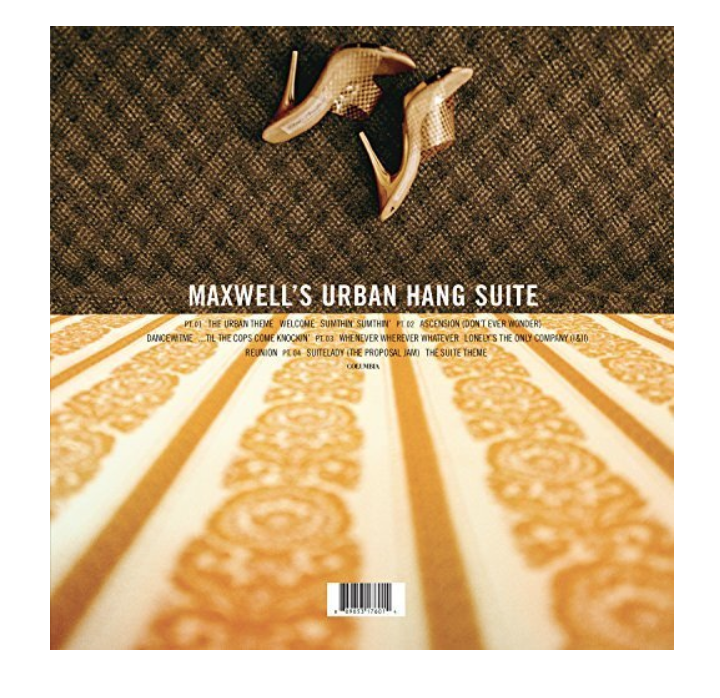 MAXWELL'S URBAN HANG SUITE
PT.01 THE URBAN THEME WELCOME SUMTHIN' SUMTHIN' PT.02 ASCENSION (DON'T EVER WONDER)
DANCEWITME ...TIL THE COPS COME KNOCKIN' PT.03 WHENEVER WHEREVER WHATEVER LONELY'S THE ONLY COMPANY (I&II)
REUNION PT.04 SUITELADY (THE PROPOSAL JAM) THE SUITE THEME
COLUMBIA